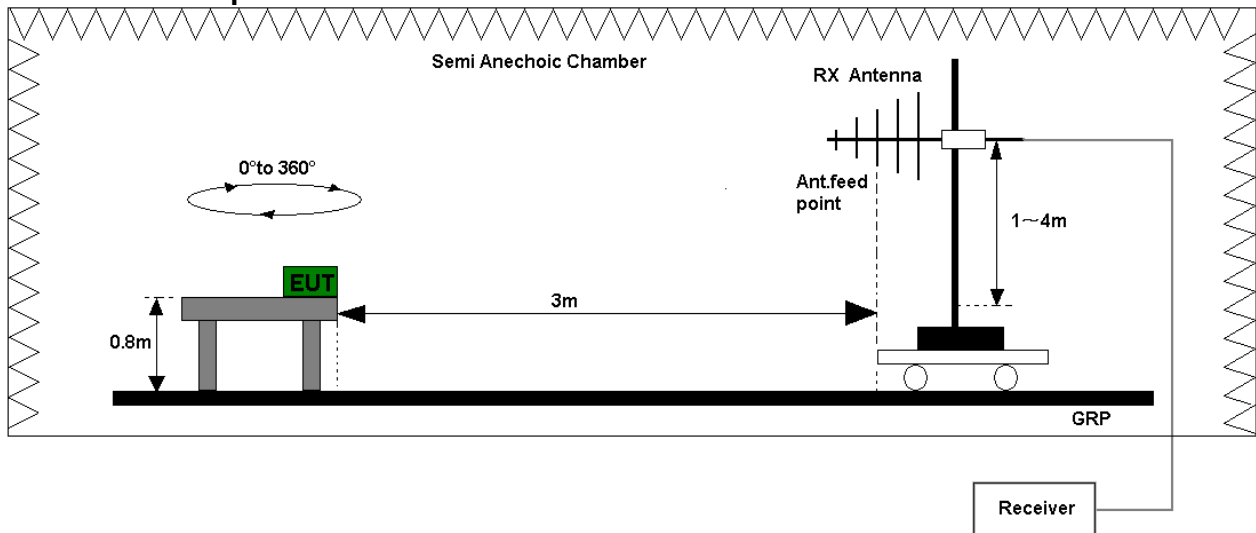 Semi Anechoic Chamber
RX Antenna
0°to 360°
Ant.feed
point
1～4m
EUT
3m
0.8m
GRP
Receiver